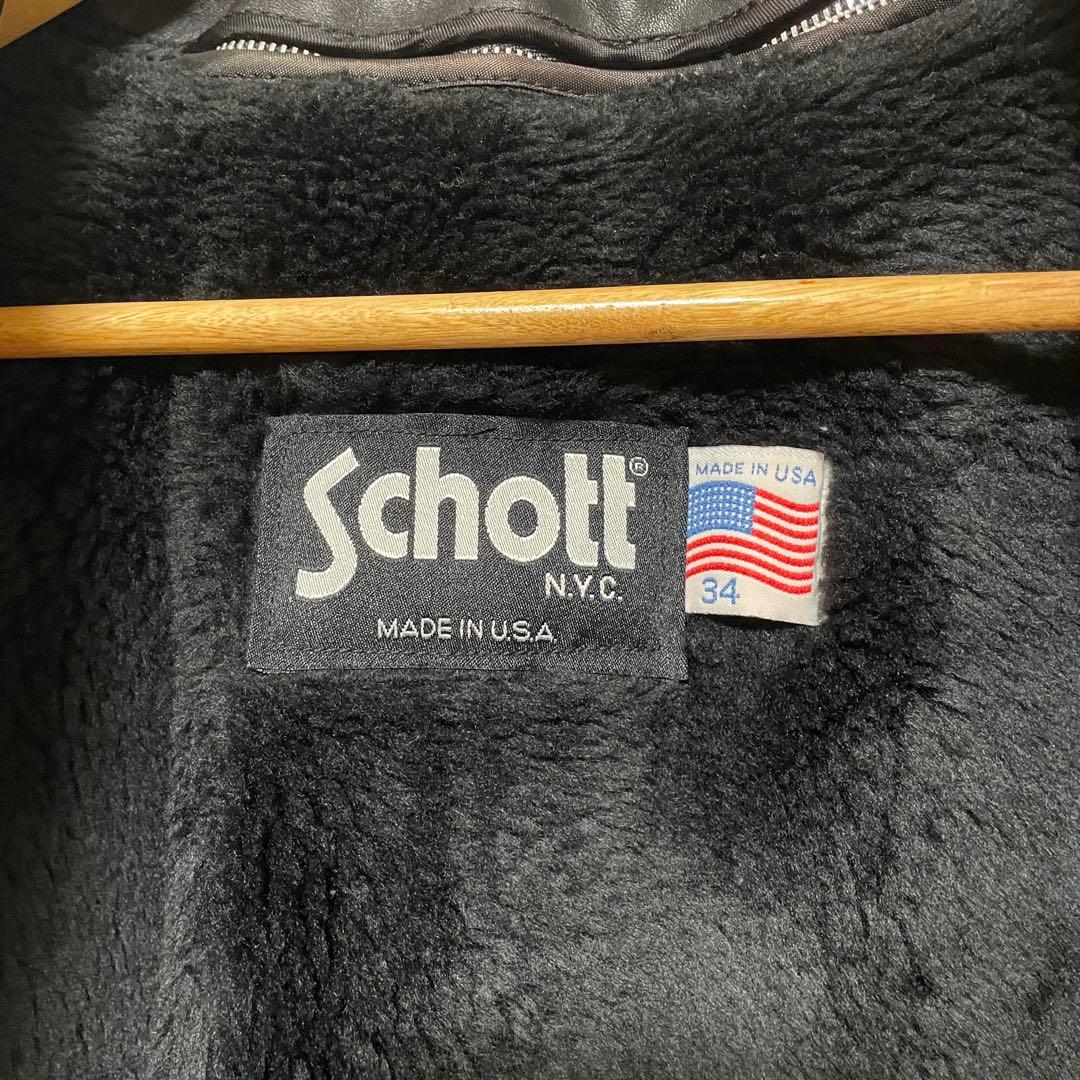 Schott®
N.Y.C.
MADE IN U.S.A
MADE IN USA
34